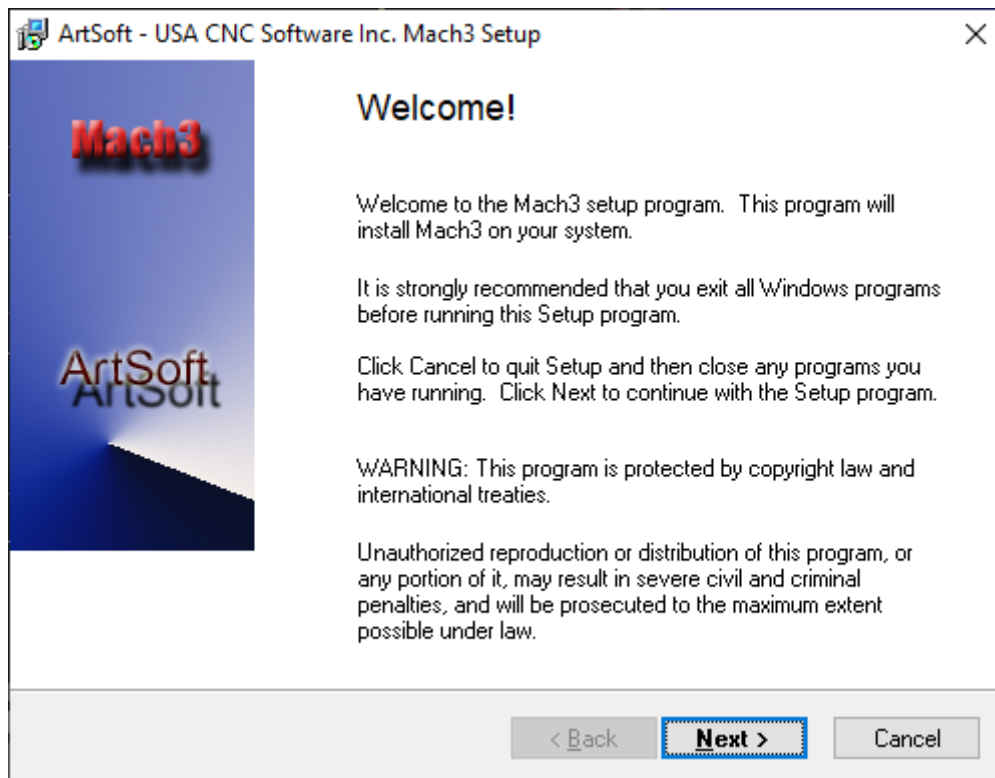 ArtSoft - USA CNC Software Inc. Mach3 Setup
Mach3
ArtSoft
Welcome!
Welcome to the Mach3 setup program.  This program will
install Mach3 on your system.
It is strongly recommended that you exit all Windows programs
before running this Setup program.
Click Cancel to quit Setup and then close any programs you
have running.  Click Next to continue with the Setup program.
WARNING: This program is protected by copyright law and
international treaties.
Unauthorized reproduction or distribution of this program, or
any portion of it, may result in severe civil and criminal
penalties, and will be prosecuted to the maximum extent
possible under law.
< Back
Next >
Cancel